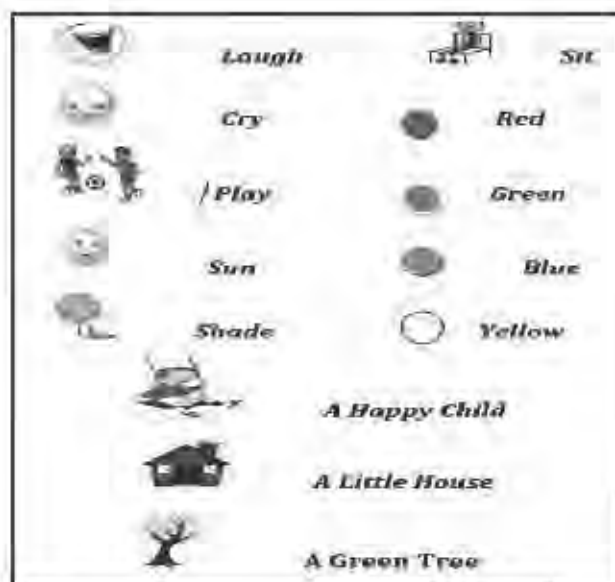 Laugh Sit
Cry Red
/ Play Green
Sun Blue
Shade Yellow
A Happy Child
A Little House
A Green Tree